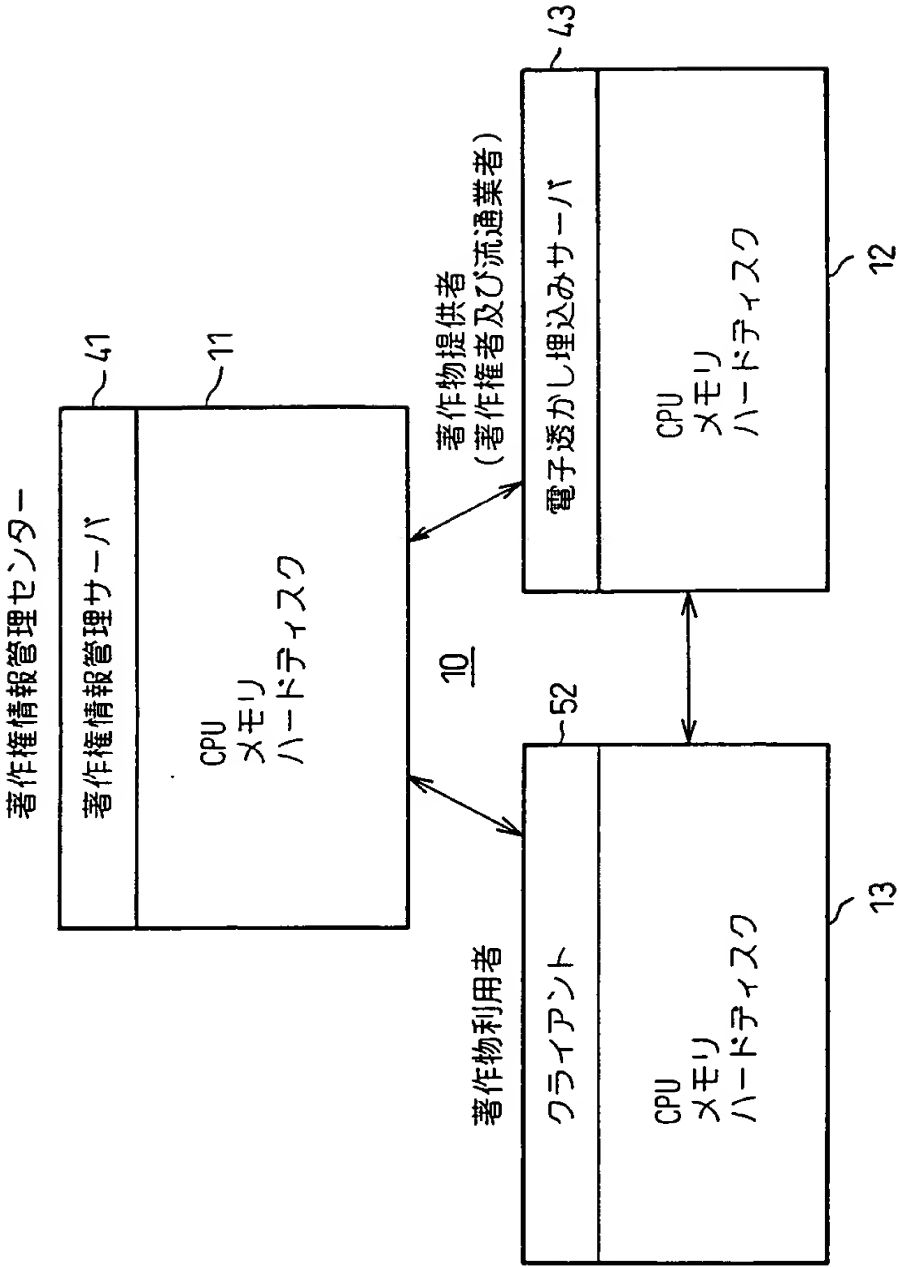 著作権情報管理センター
著作権情報管理サーバ
41
CPU
メモリ
ハードディスク
11
10
著作物利用者
クライアント
52
CPU
メモリ
ハードディスク
13
著作物提供者
(著作権者及び流通業者)
電子透かし埋込みサーバ
43
CPU
メモリ
ハードディスク
12